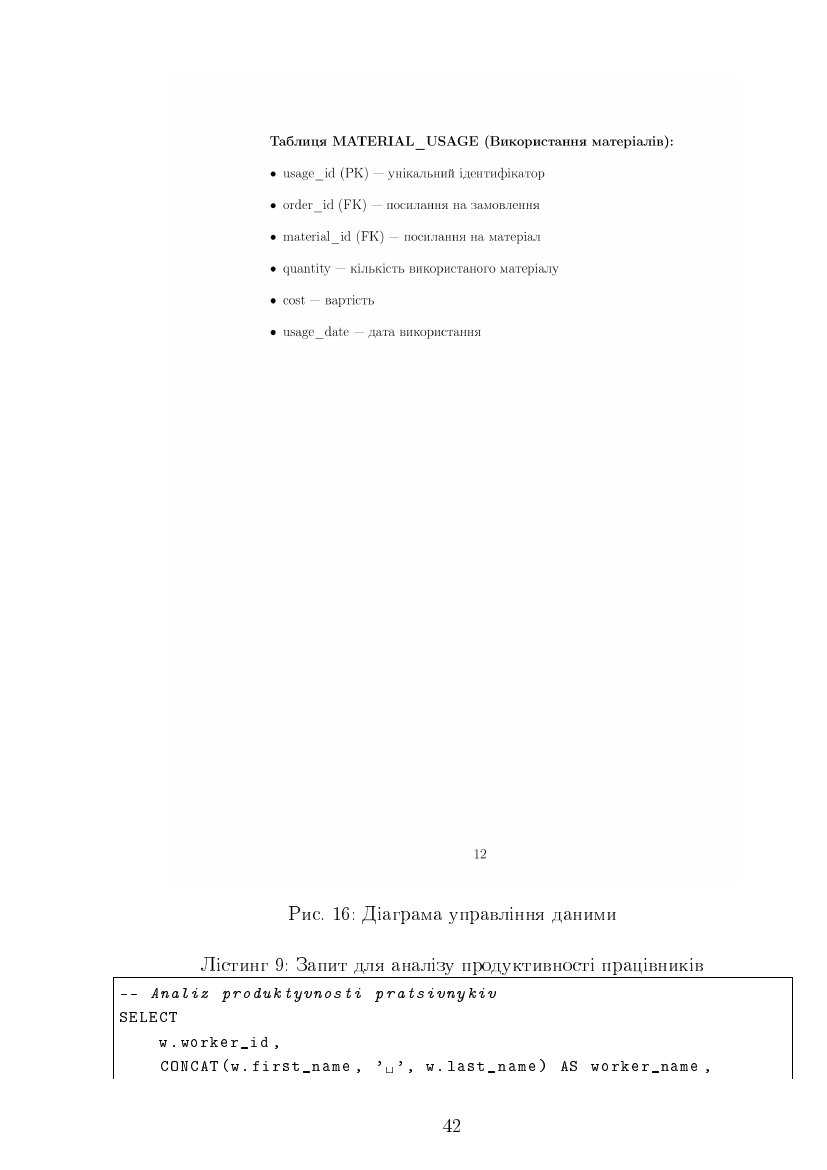 Таблиця MATERIAL_USAGE (Використання матеріалів):
• usage_id (PK) — унікальний ідентифікатор
• order_id (FK) — посилання на замовлення
• material_id (FK) — посилання на матеріал
• quantity — кількість використаного матеріалу
• cost — вартість
• usage_date — дата використання
12
Рис. 16: Діаграма управління даними
Лістинг 9: Запит для аналізу продуктивності працівників
-- Analiz produktyvnosti pratsivnykiv
SELECT
w.worker_id,
CONCAT(w.first_name, '␣', w.last_name) AS worker_name,
42